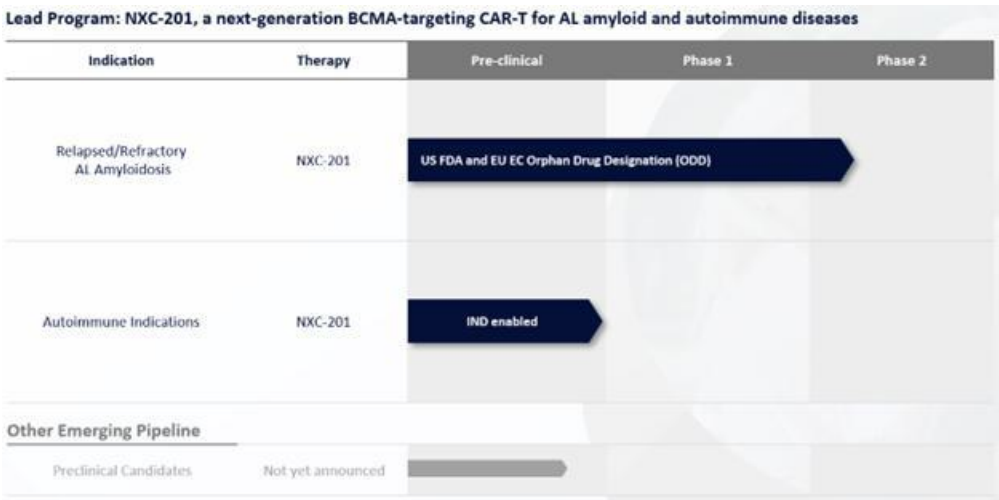 Lead Program: NXC-201, a next-generation BCMA-targeting CAR-T for AL amyloid and autoimmune diseases
Indication Therapy Pre-clinical Phase 1 Phase 2
Relapsed/Refractory
AL Amyloidosis
NXC-201
US FDA and EU EC Orphan Drug Designation (ODD)
Autoimmune Indications NXC-201 IND enabled
Other Emerging Pipeline
Preclinical Candidates Not yet announced